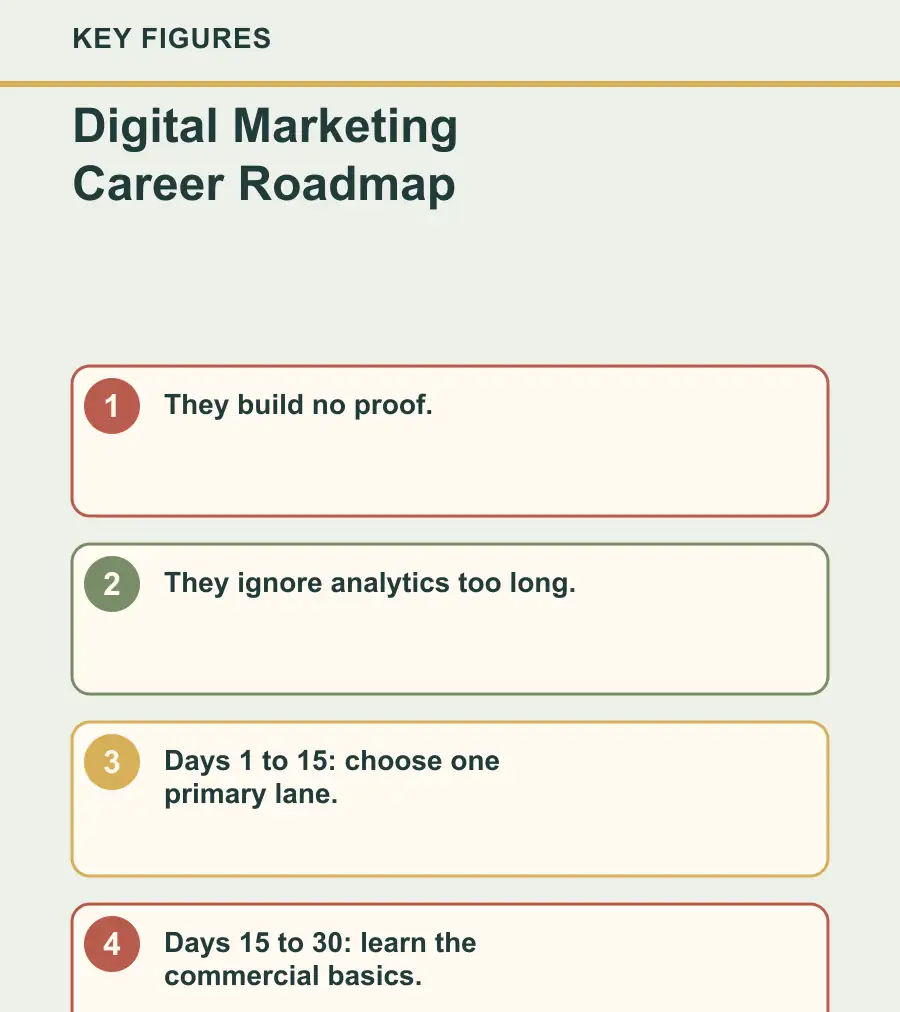 KEY FIGURES
Digital Marketing
Career Roadmap
1
They build no proof.
2
They ignore analytics too long.
3
Days 1 to 15: choose one
primary lane.
4
Days 15 to 30: learn the
commercial basics.